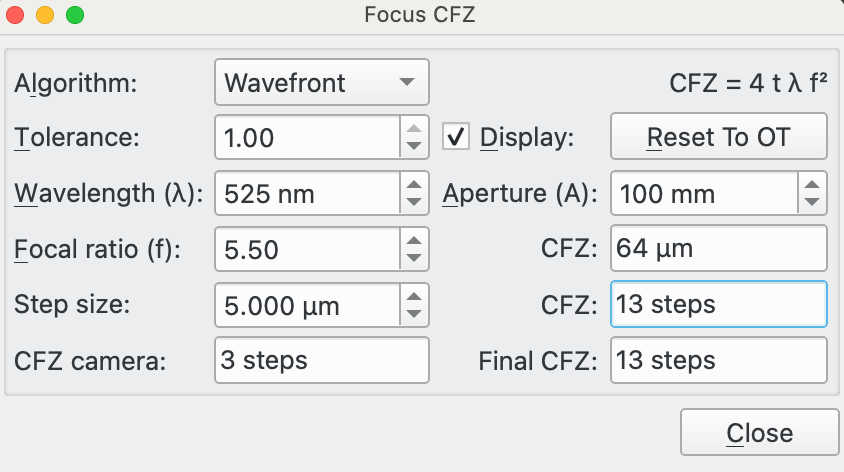 Focus CFZ
Algorithm: Wavefront CFZ = 4 t λ f²
Tolerance: 1.00 Display: Reset To OT
Wavelength (λ): 525 nm Aperture (A): 100 mm
Focal ratio (f): 5.50 CFZ: 64 µm
Step size: 5.000 µm CFZ: 13 steps
CFZ camera: 3 steps Final CFZ: 13 steps
Close